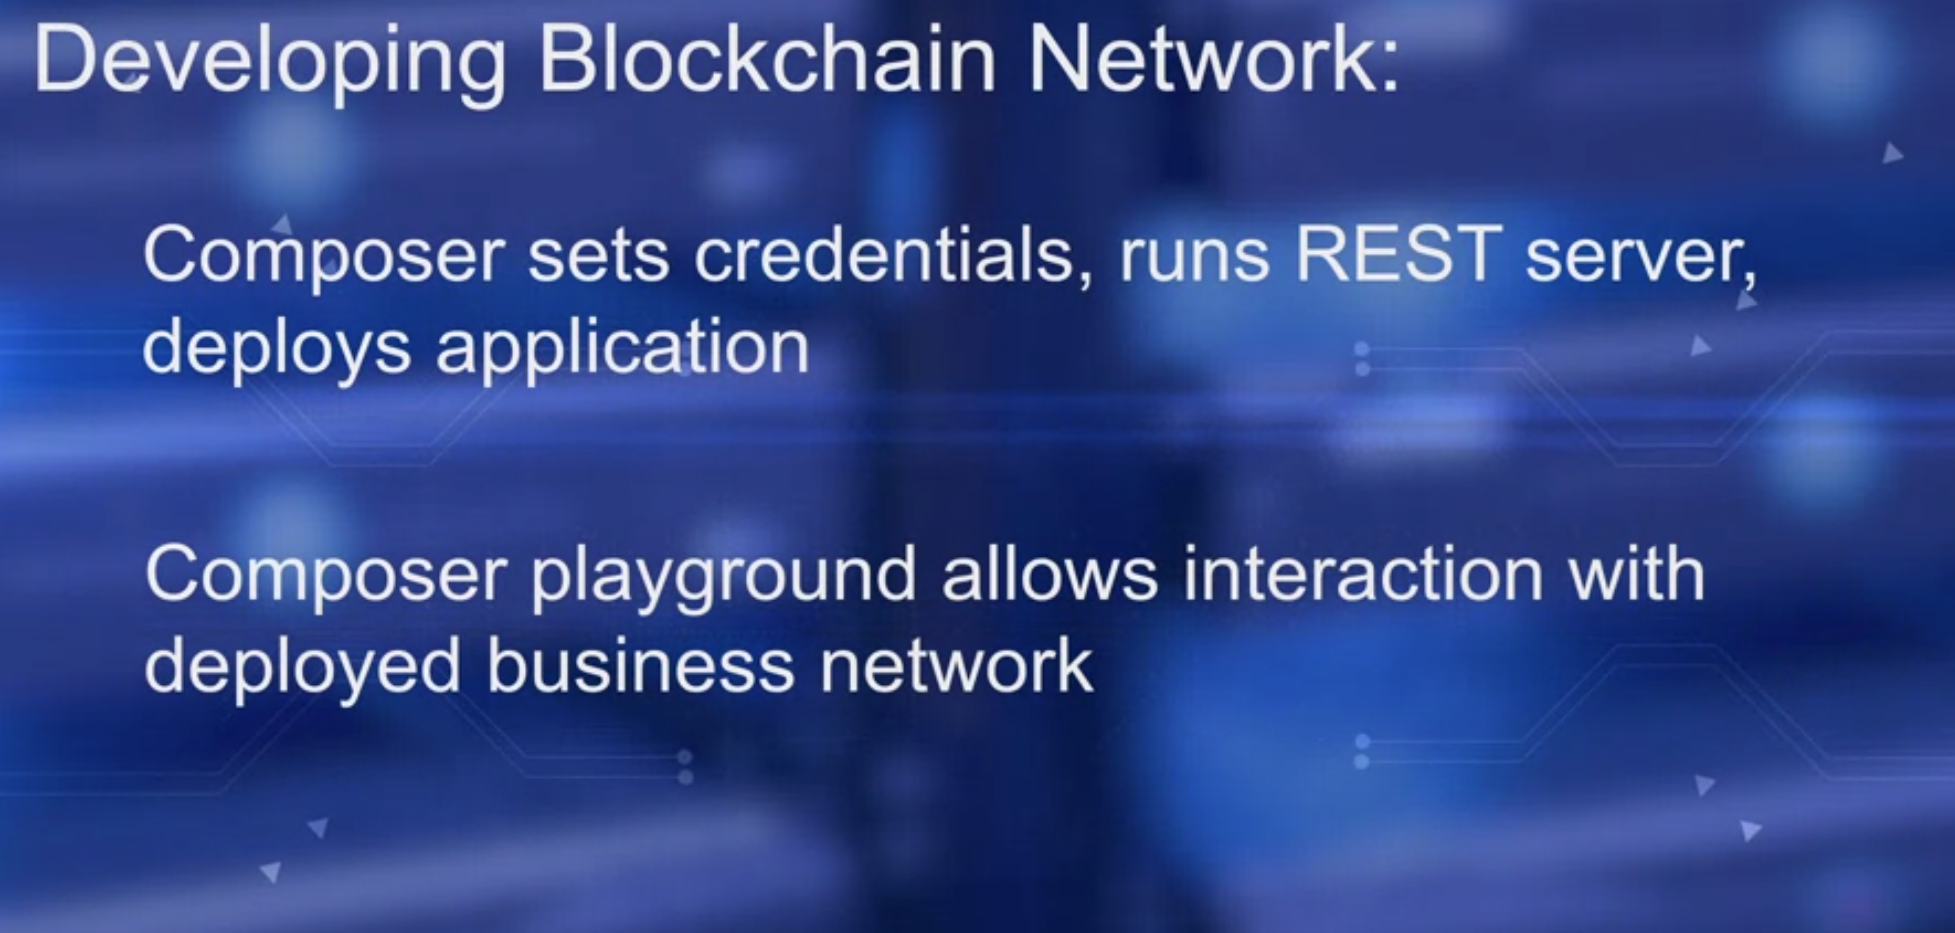 Developing Blockchain Network:
Composer sets credentials, runs REST server,
deploys application
Composer playground allows interaction with
deployed business network